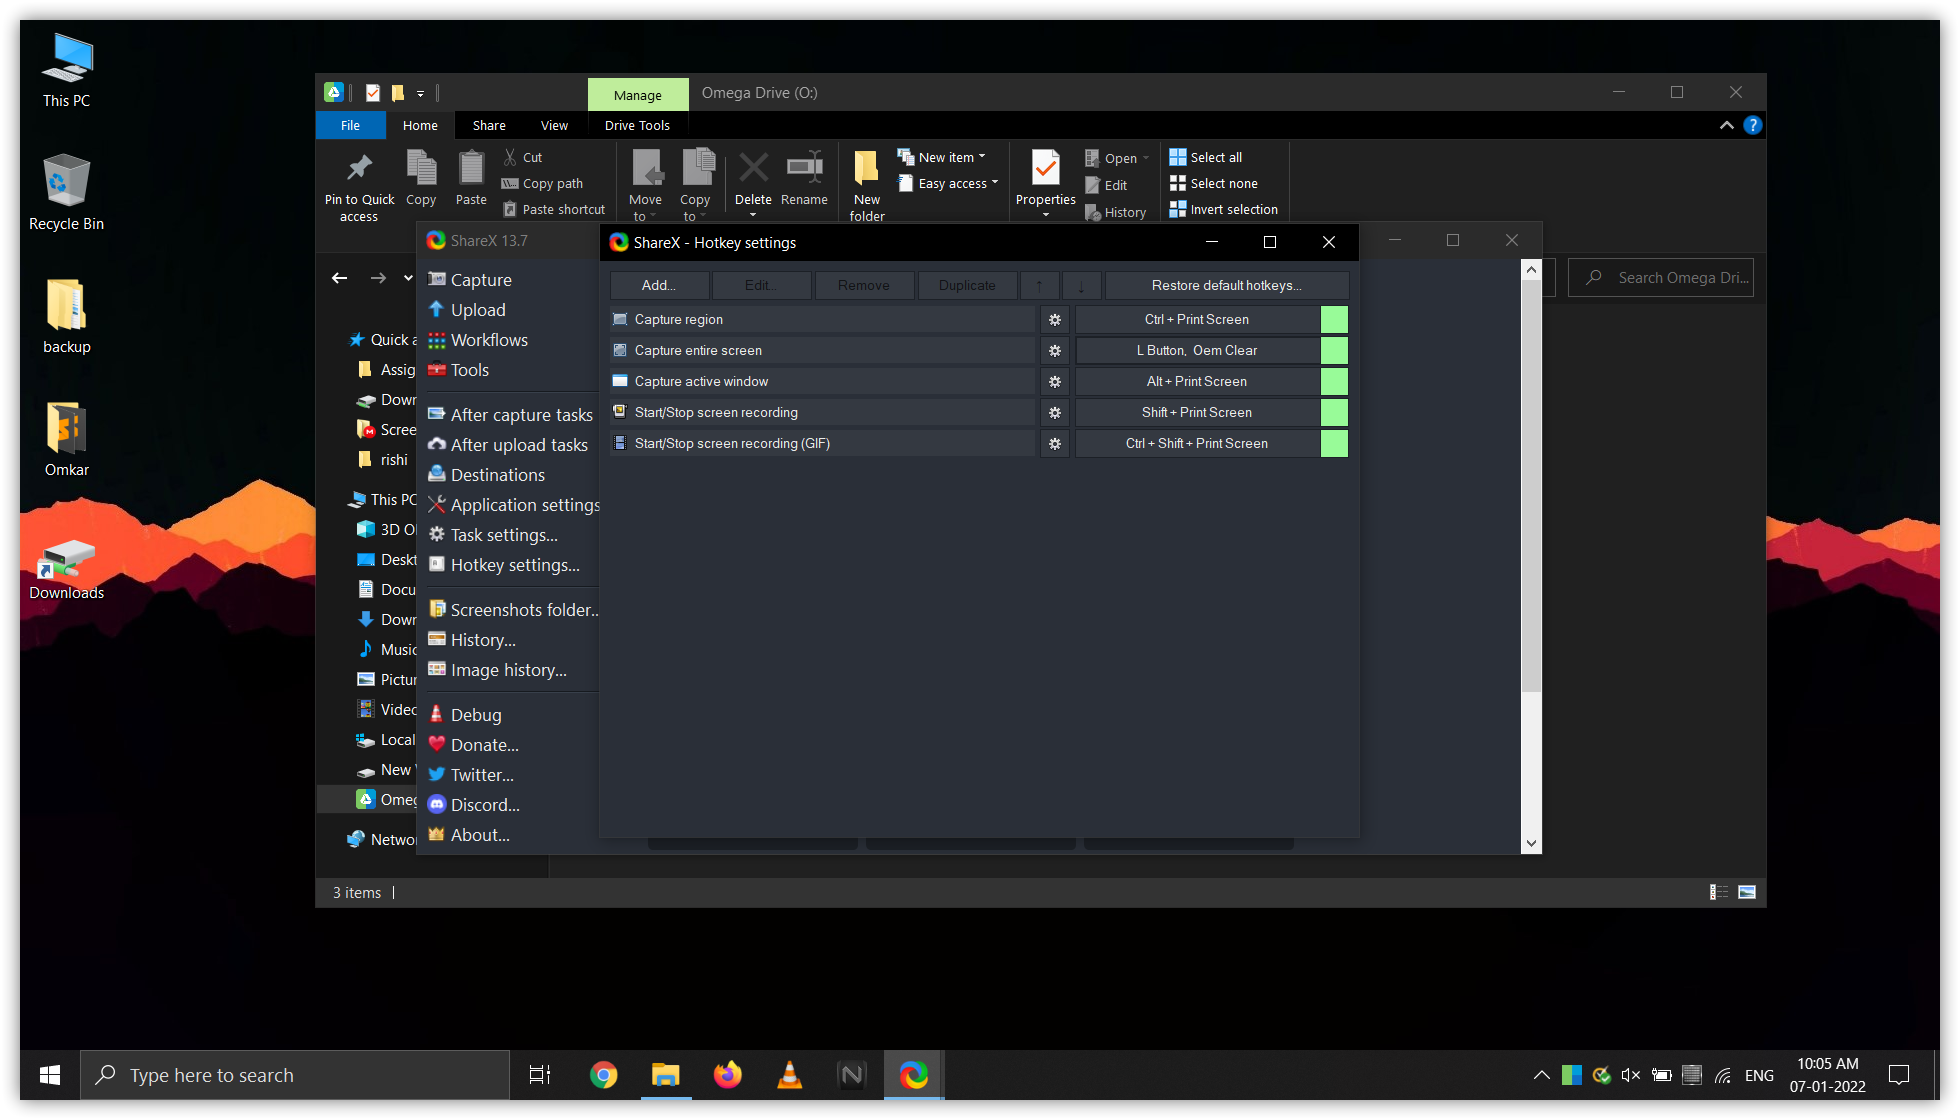 This PC
Recycle Bin
backup
Omkar
Downloads
Manage
Omega Drive (O:)
File
Home
Share
View
Drive Tools
Pin to Quick access
Copy
Paste
Cut
Copy path
Paste shortcut
Move to
Copy to
Delete
Rename
New folder
New item
Easy access
Properties
Open
Edit
History
Select all
Select none
Invert selection
Search Omega Dri...
Quick a
Assig
Down
Scree
rishi
This PC
3D O
Deskt
Docu
Down
Music
Pictur
Videc
Local
New
Omeg
Networ
3 items
ShareX 13.7
Capture
Upload
Workflows
Tools
After capture tasks
After upload tasks
Destinations
Application settings
Task settings...
Hotkey settings...
Screenshots folder..
History...
Image history...
Debug
Donate...
Twitter...
Discord...
About...
ShareX - Hotkey settings
Add...
Edit...
Remove
Duplicate
↑
↓
Restore default hotkeys...
Capture region
Ctrl + Print Screen
Capture entire screen
L Button, Oem Clear
Capture active window
Alt + Print Screen
Start/Stop screen recording
Shift + Print Screen
Start/Stop screen recording (GIF)
Ctrl + Shift + Print Screen
Type here to search
ENG
10:05 AM
07-01-2022